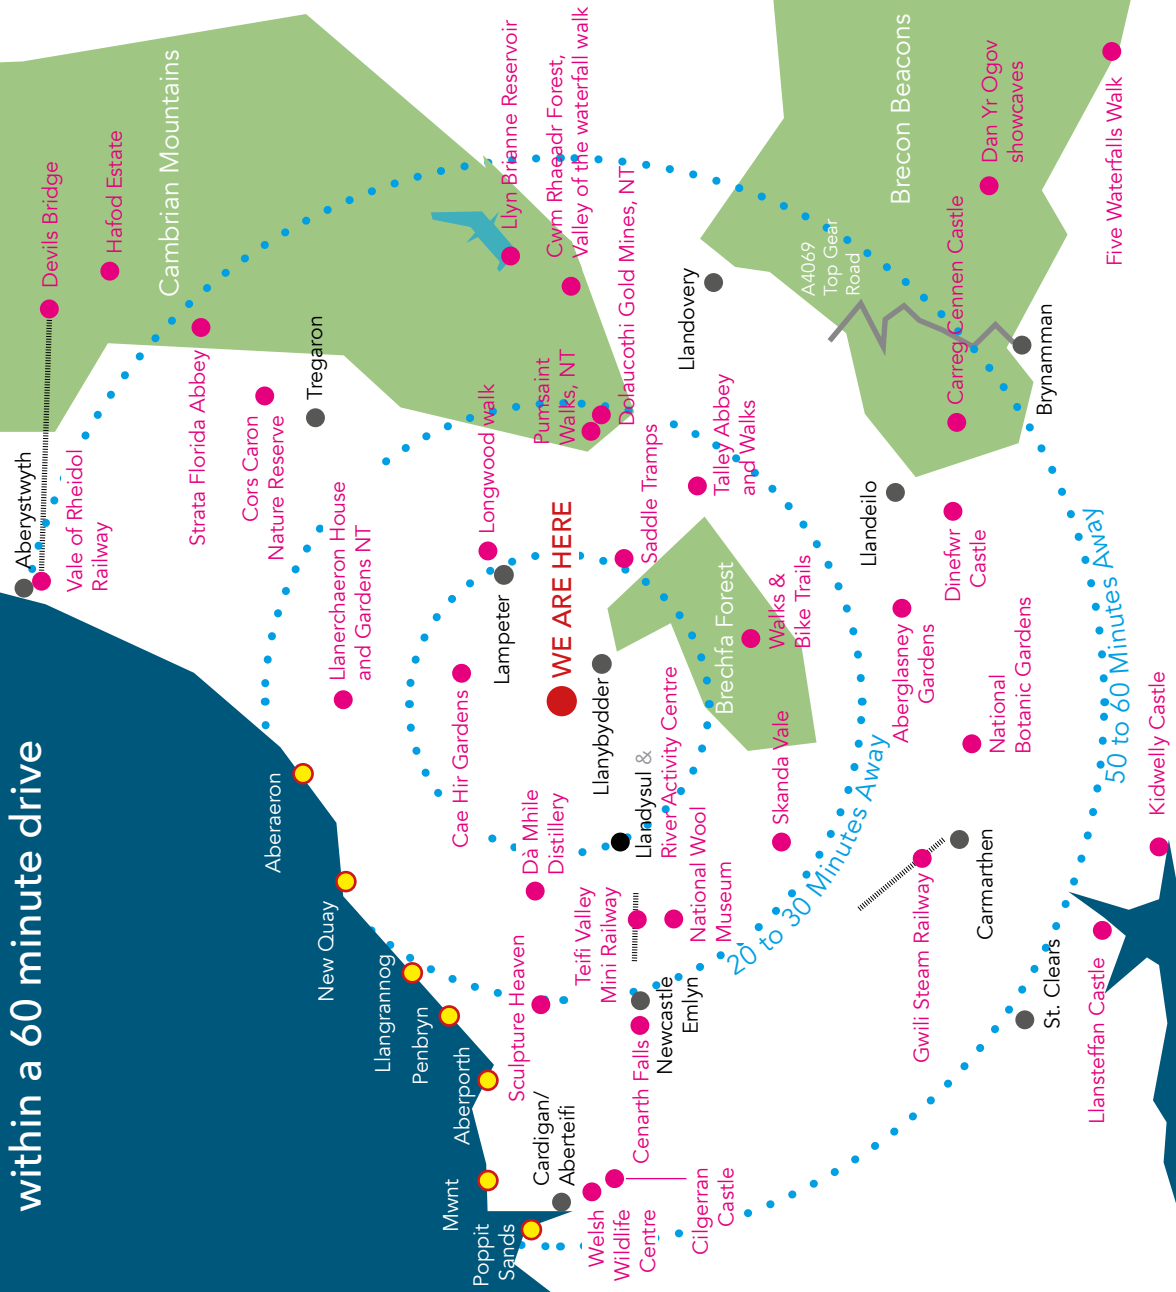 within a 60 minute drive
Aberystwyth
Vale of Rheidol
Railway
Devils Bridge
Hafod Estate
Cambrian Mountains
Strata Florida Abbey
Cors Caron
Nature Reserve
Tregaron
Llanerchaeron House
and Gardens NT
Aberaeron
New Quay
Llangrannog
Penbryn
Aberporth
Mwnt
Poppit
Sands
Cardigan/
Aberteifi
Welsh
Wildlife
Centre
Cilgerran
Castle
Cenarth Falls
Newcastle
Emlyn
Sculpture Heaven
Teifi Valley
Mini Railway
National Wool
Museum
Dà Mhile
Distillery
Cae Hir Gardens
Lampeter
Longwood walk
WE ARE HERE
Llanybydder
Llandysul &
River Activity Centre
Saddle Tramps
Pumsaint
Walks, NT
Dolaucothi Gold Mines, NT
Llyn Brianne Reservoir
Cwm Rhaeadr Forest,
Valley of the waterfall walk
Llandovery
Talley Abbey
and Walks
Brechfa Forest
Walks &
Bike Trails
Skanda Vale
20 to 30 Minutes Away
A4069
Top Gear
Road
Brecon Beacons
Dan Yr Ogov
showcaves
Five Waterfalls Walk
Carreg Cennen Castle
Brynamman
Llandeilo
Dinefwr
Castle
Aberglasney
Gardens
National
Botanic Gardens
Gwili Steam Railway
Carmarthen
St. Clears
50 to 60 Minutes Away
Llansteffan Castle
Kidwelly Castle